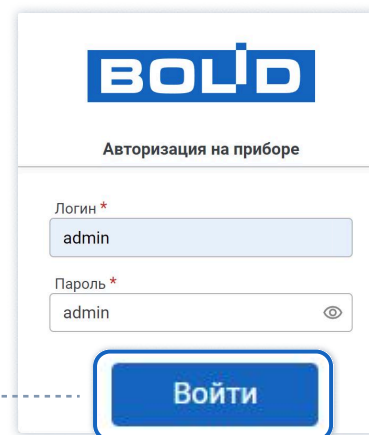 BOLID
Авторизация на приборе
Логин *
admin
Пароль *
admin
Войти